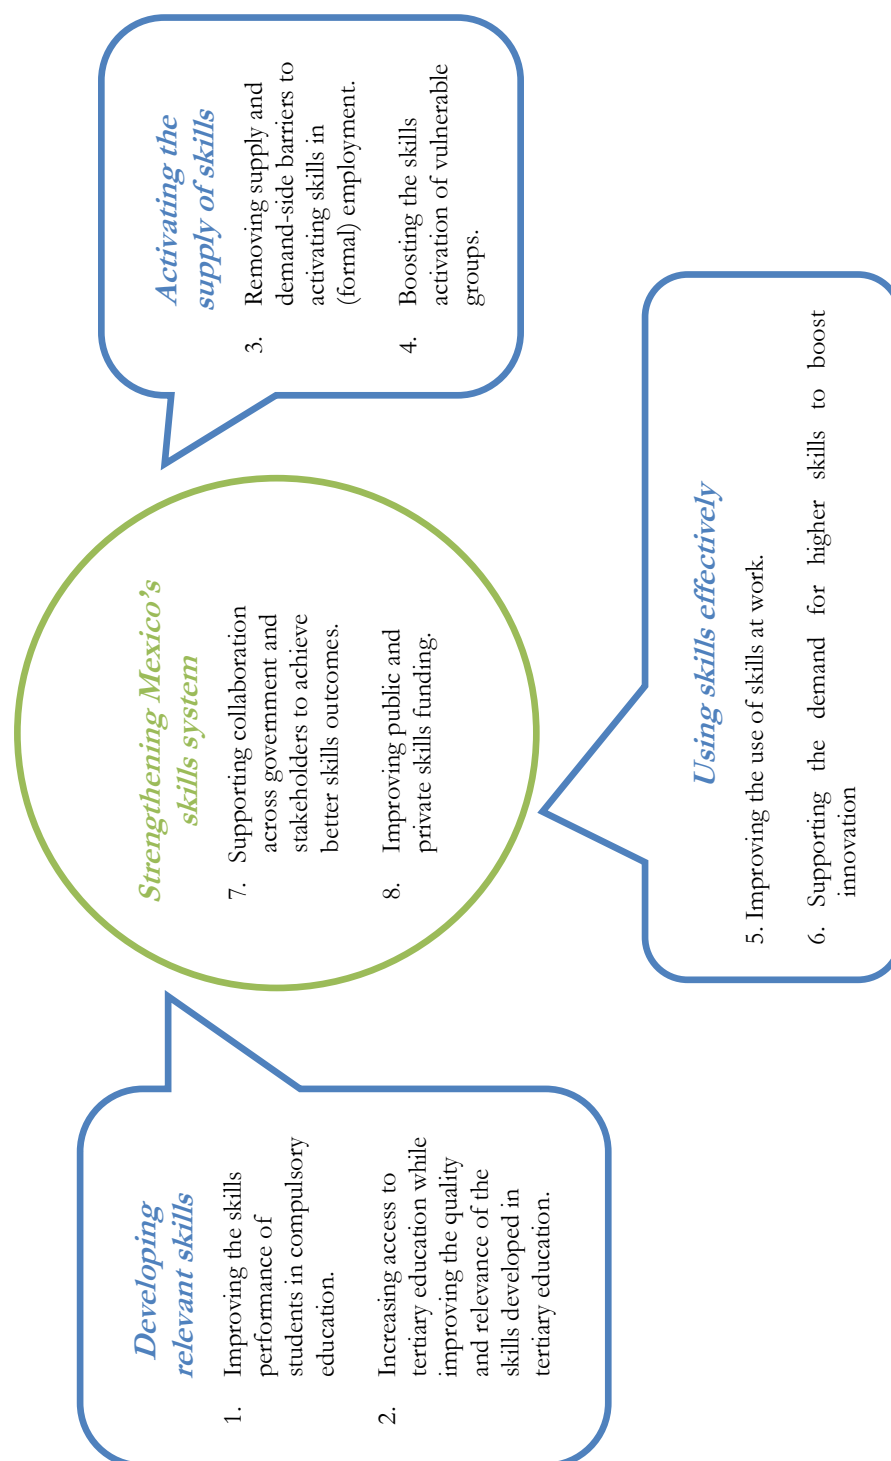 Developing
relevant skills
1. Improving the skills
performance of
students in compulsory
education.
2. Increasing access to
tertiary education while
improving the quality
and relevance of the
skills developed in
tertiary education.
Strengthening Mexico’s
skills system
7. Supporting collaboration
across government and
stakeholders to achieve
better skills outcomes.
8. Improving public and
private skills funding.
Activating the
supply of skills
3. Removing supply and
demand-side barriers to
activating skills in
(formal) employment.
4. Boosting the skills
activation of vulnerable
groups.
Using skills effectively
5. Improving the use of skills at work.
6. Supporting the demand for higher skills to boost
innovation